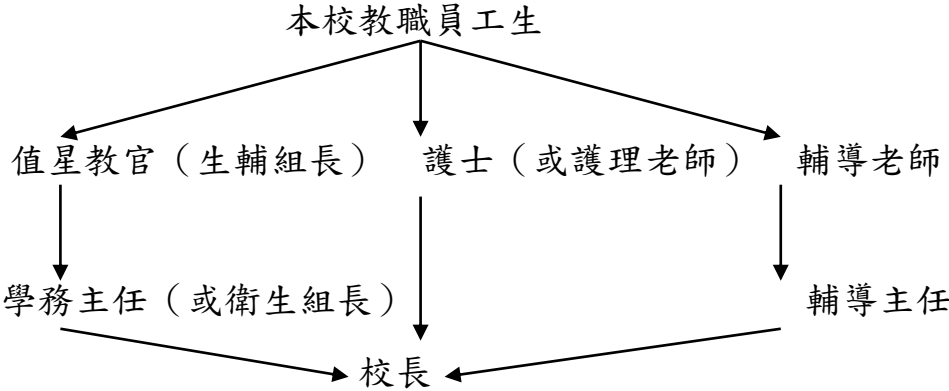 本校教職員工生
值星教官（生輔組長） 護士（或護理老師） 輔導老師
學務主任（或衛生組長） 輔導主任
校長